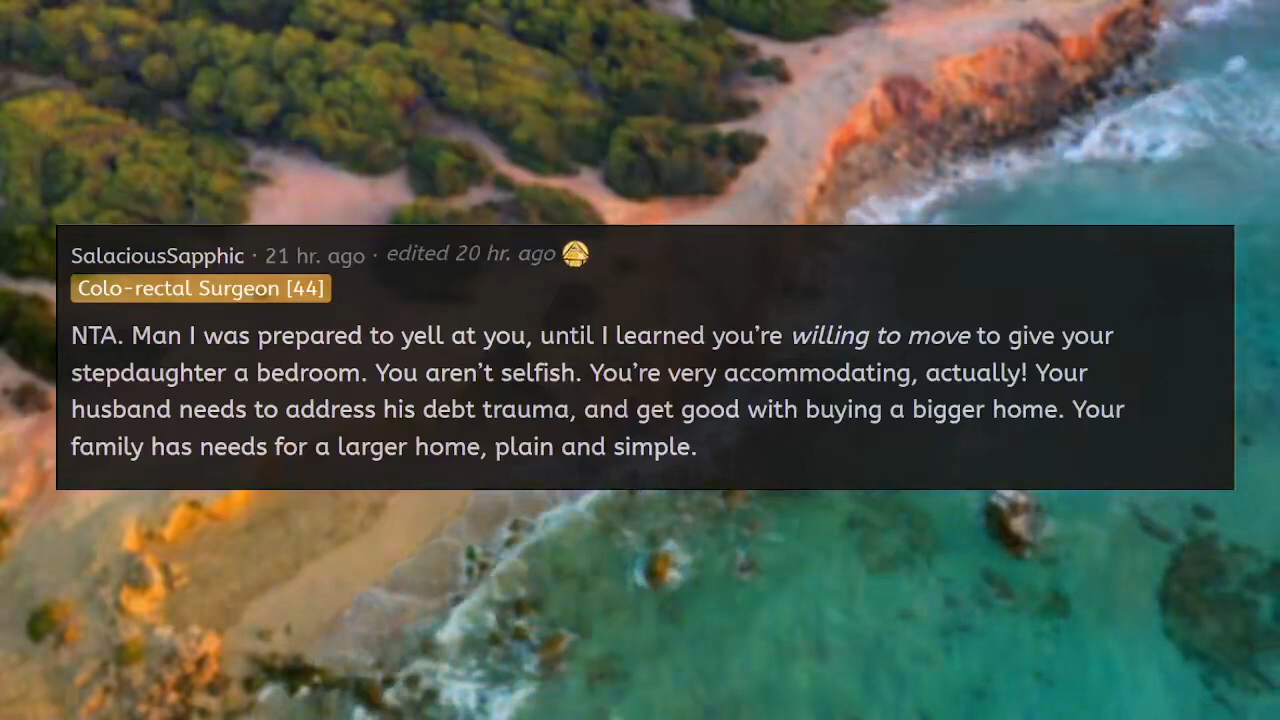 SalaciousSapphic · 21 hr. ago · edited 20 hr. ago
Colo-rectal Surgeon [44]
NTA. Man I was prepared to yell at you, until I learned you’re willing to move to give your
stepdaughter a bedroom. You aren’t selfish. You’re very accommodating, actually! Your
husband needs to address his debt trauma, and get good with buying a bigger home. Your
family has needs for a larger home, plain and simple.